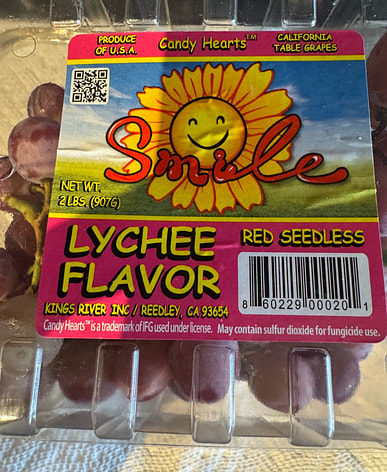 PRODUCE OF U.S.A.
Candy Hearts™
CALIFORNIA TABLE GRAPES
Smile
NET WT.
2 LBS. (907G)
LYCHEE
FLAVOR
RED SEEDLESS
8 60229 00020 1
KINGS RIVER INC / REEDLEY, CA 93654
Candy Hearts™ is a trademark of IFG used under license. May contain sulfur dioxide for fungicide use.